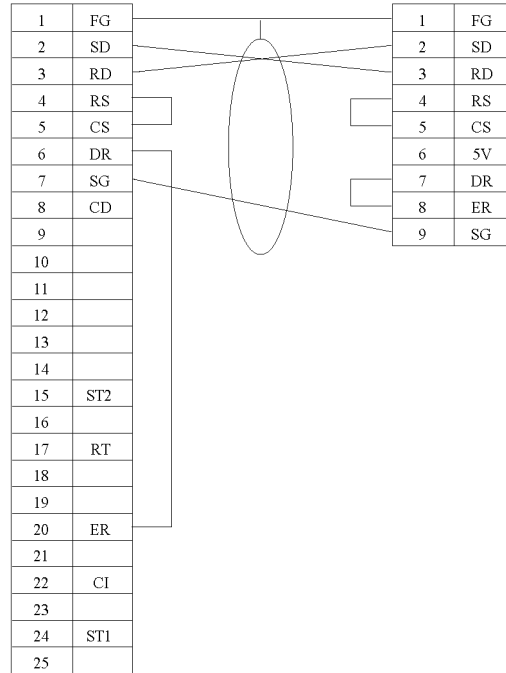 1 FG 1 FG
2 SD 2 SD
3 RD 3 RD
4 RS 4 RS
5 CS 5 CS
6 DR 6 5V
7 SG 7 DR
8 CD 8 ER
9 9 SG
10
11
12
13
14
15 ST2
16
17 RT
18
19
20 ER
21
22 CI
23
24 ST1
25